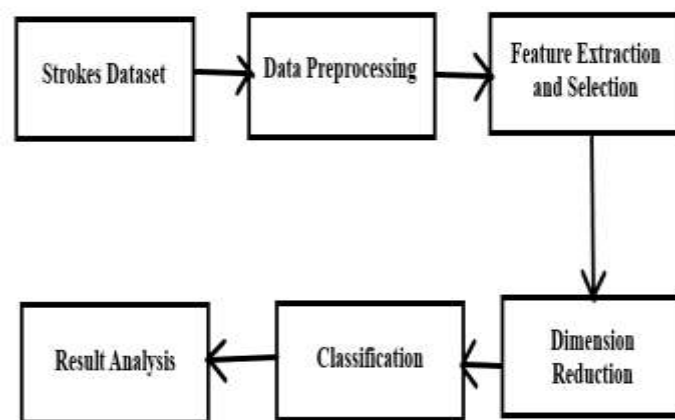 Strokes Dataset
Data Preprocessing
Feature Extraction
and Selection
Dimension
Reduction
Classification
Result Analysis